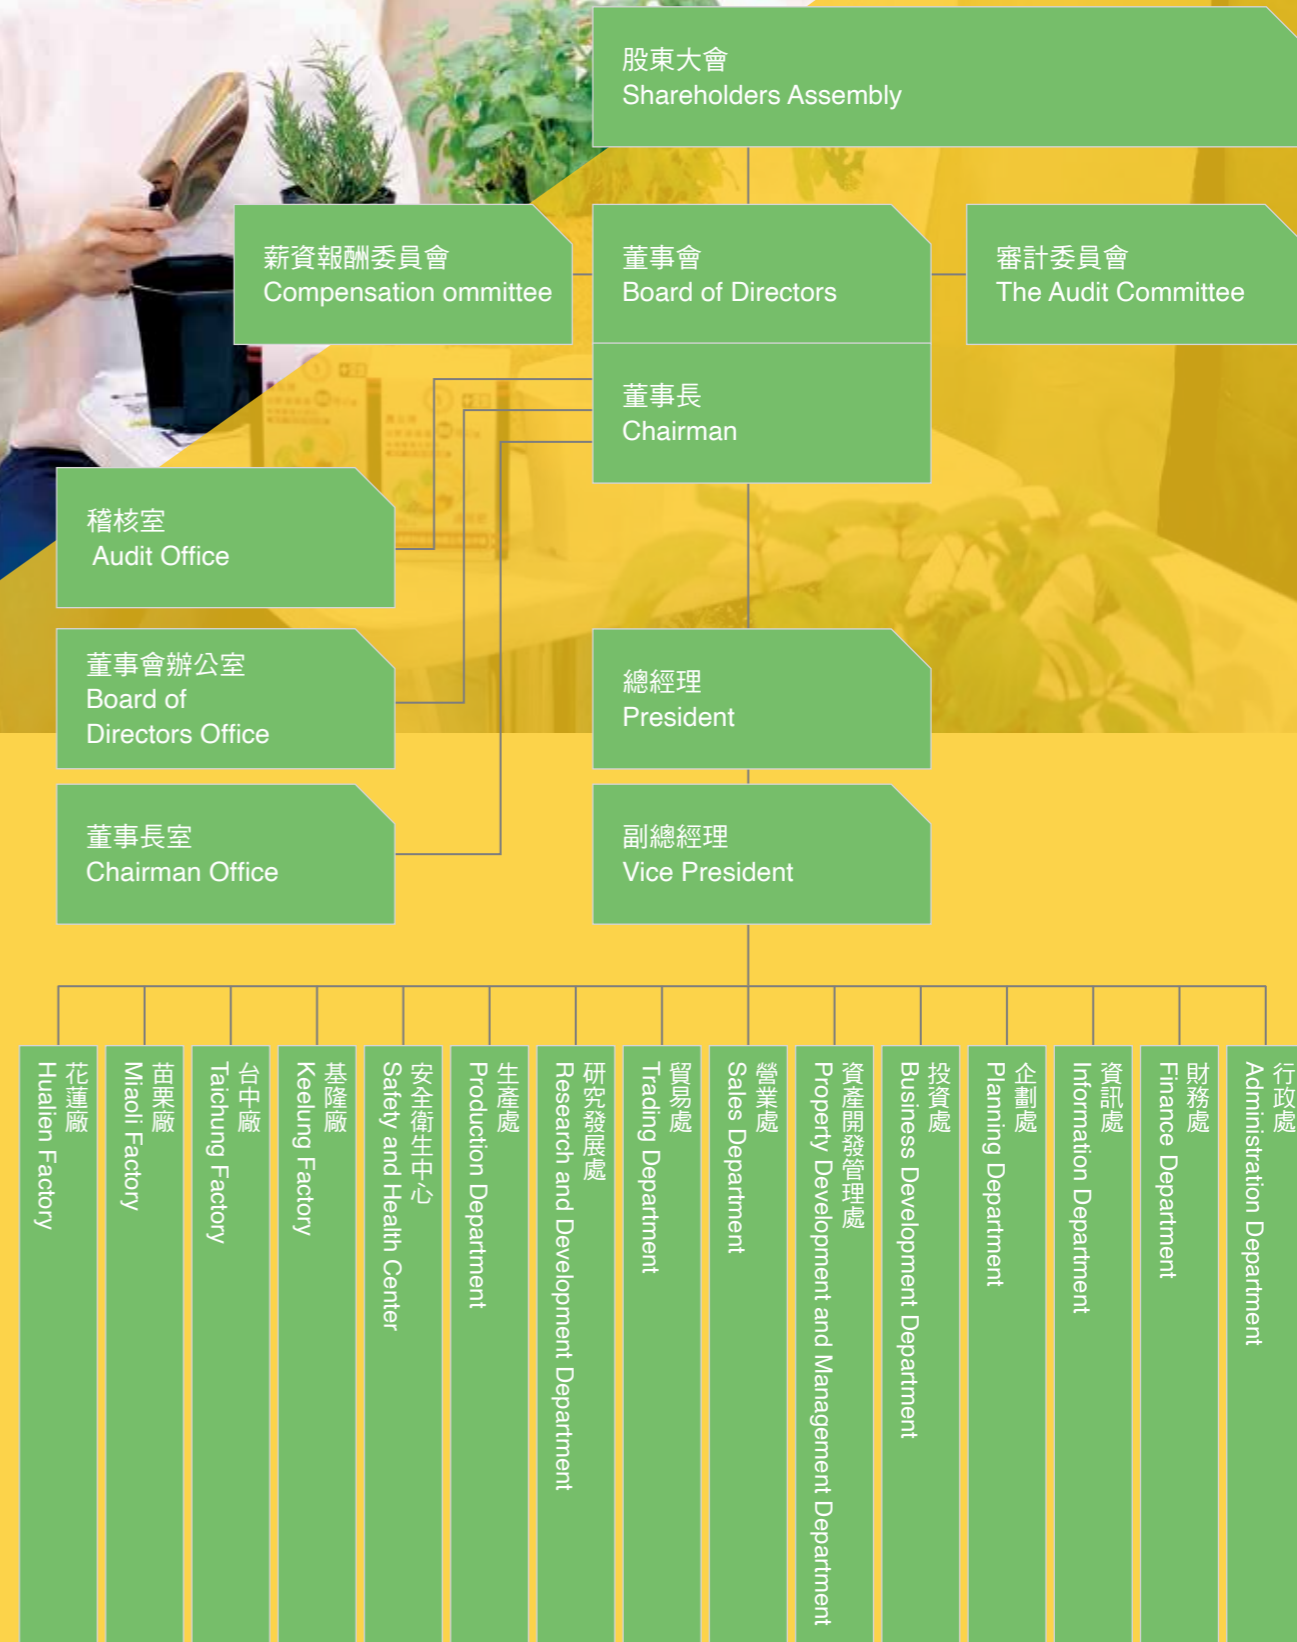 股東大會
Shareholders Assembly
薪資報酬委員會
Compensation ommittee
董事會
Board of Directors
審計委員會
The Audit Committee
董事長
Chairman
稽核室
Audit Office
董事會辦公室
Board of
Directors Office
總經理
President
董事長室
Chairman Office
副總經理
Vice President
花蓮廠
Hualien Factory
苗栗廠
Miaoli Factory
台中廠
Taichung Factory
基隆廠
Keelung Factory
安全衛生中心
Safety and Health Center
生產處
Production Department
研究發展處
Research and Development Department
貿易處
Trading Department
營業處
Sales Department
資產開發管理處
Property Development and Management Department
投資處
Business Development Department
企劃處
Planning Department
資訊處
Information Department
財務處
Finance Department
行政處
Administration Department